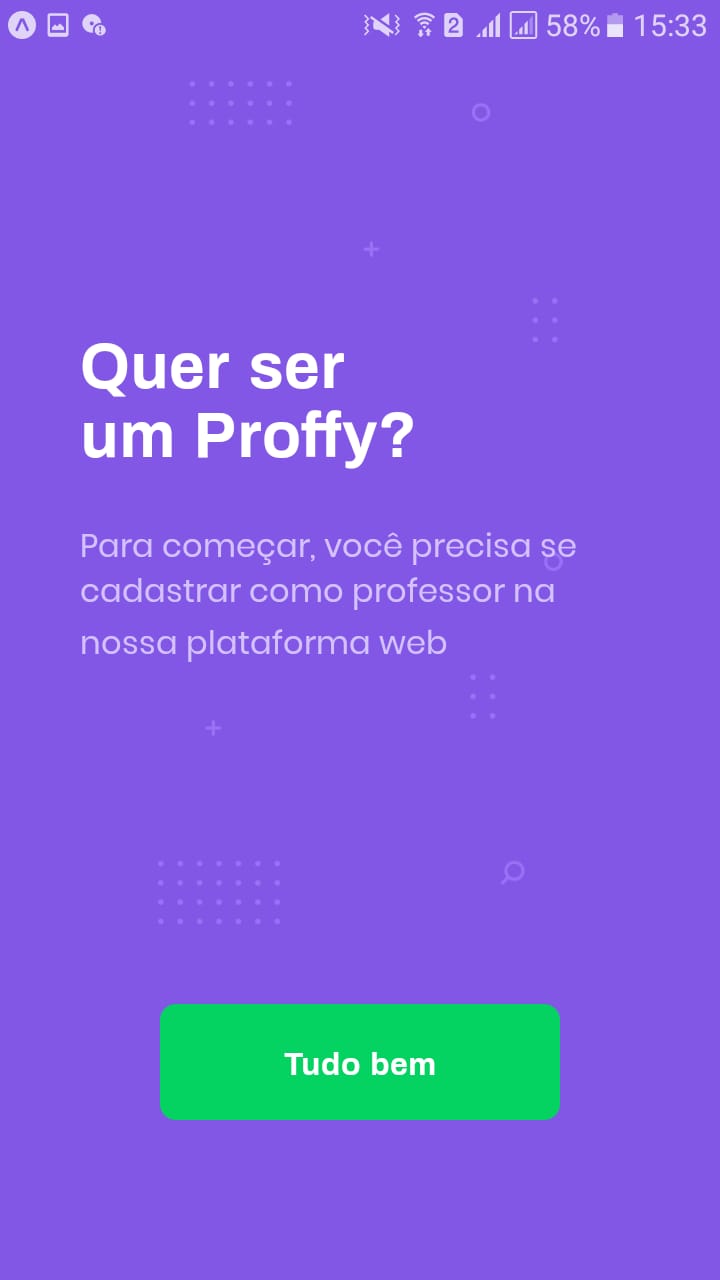 2 58% 15:33
Quer ser
um Proffy?
Para começar, você precisa se
cadastrar como professor na
nossa plataforma web
Tudo bem